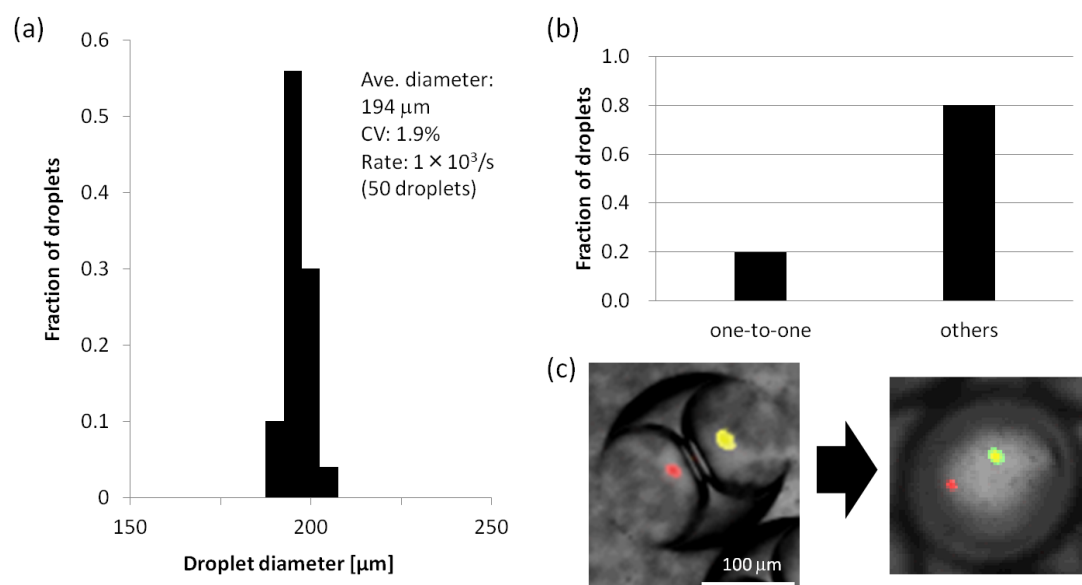 (a)
0.6
0.5
0.4
0.3
0.2
0.1
0
Fraction of droplets
Ave. diameter:
194 μm
CV: 1.9%
Rate: 1 × 10³/s
(50 droplets)
150
200
250
Droplet diameter [μm]
(b)
1.0
0.8
0.6
0.4
0.2
0.0
Fraction of droplets
one-to-one
others
(c)
100 μm